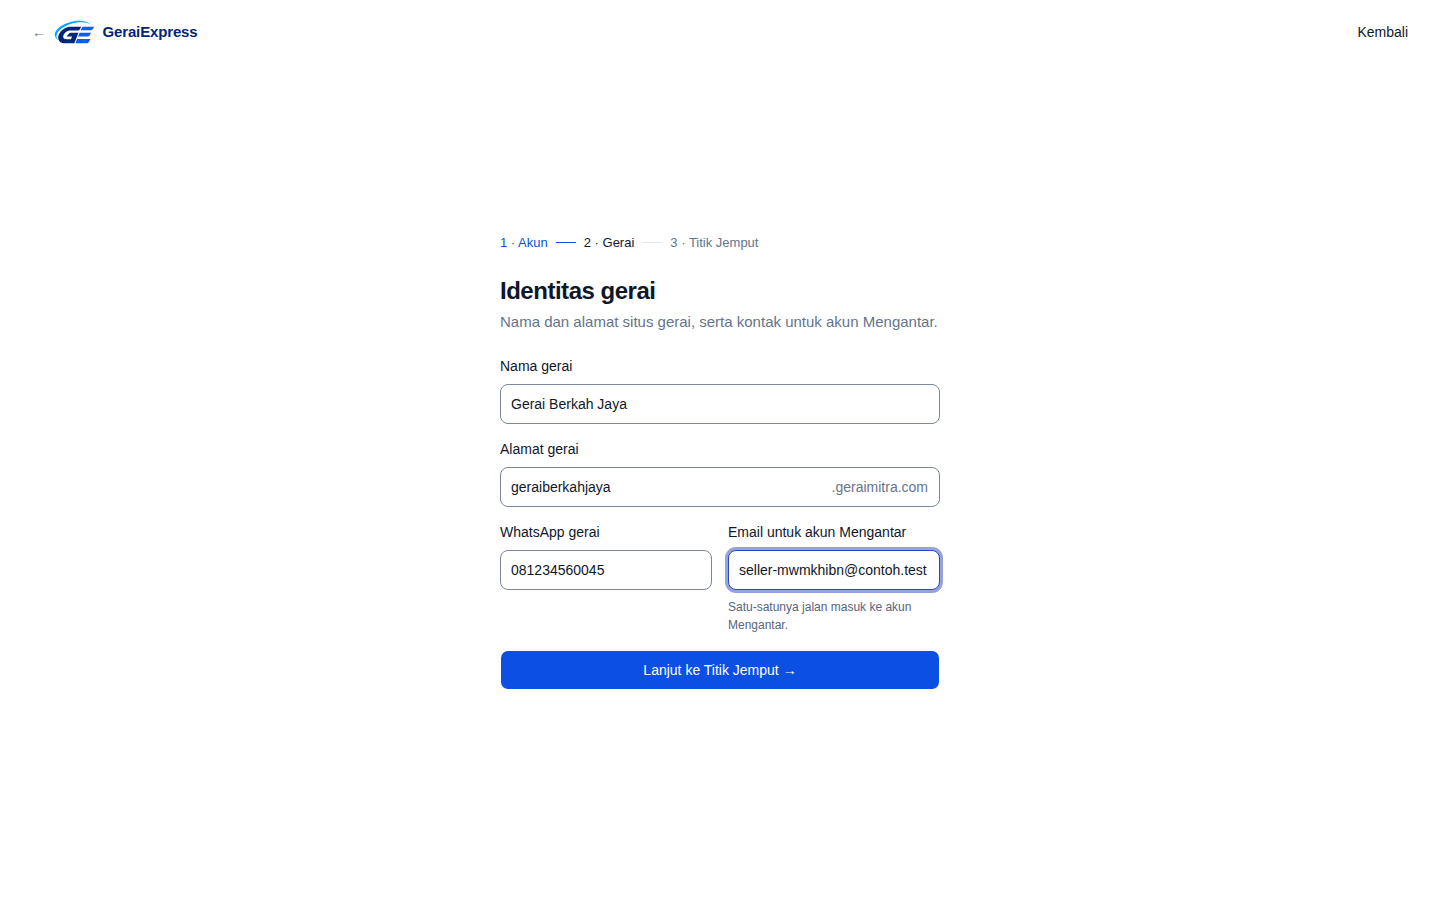 ← GE GeraiExpress
Kembali
1 · Akun 2 · Gerai 3 · Titik Jemput
Identitas gerai
Nama dan alamat situs gerai, serta kontak untuk akun Mengantar.
Nama gerai
Gerai Berkah Jaya
Alamat gerai
geraiberkahjaya .geraimitra.com
WhatsApp gerai
081234560045
Email untuk akun Mengantar
seller-mwmkhibn@contoh.test
Satu-satunya jalan masuk ke akun
Mengantar.
Lanjut ke Titik Jemput →